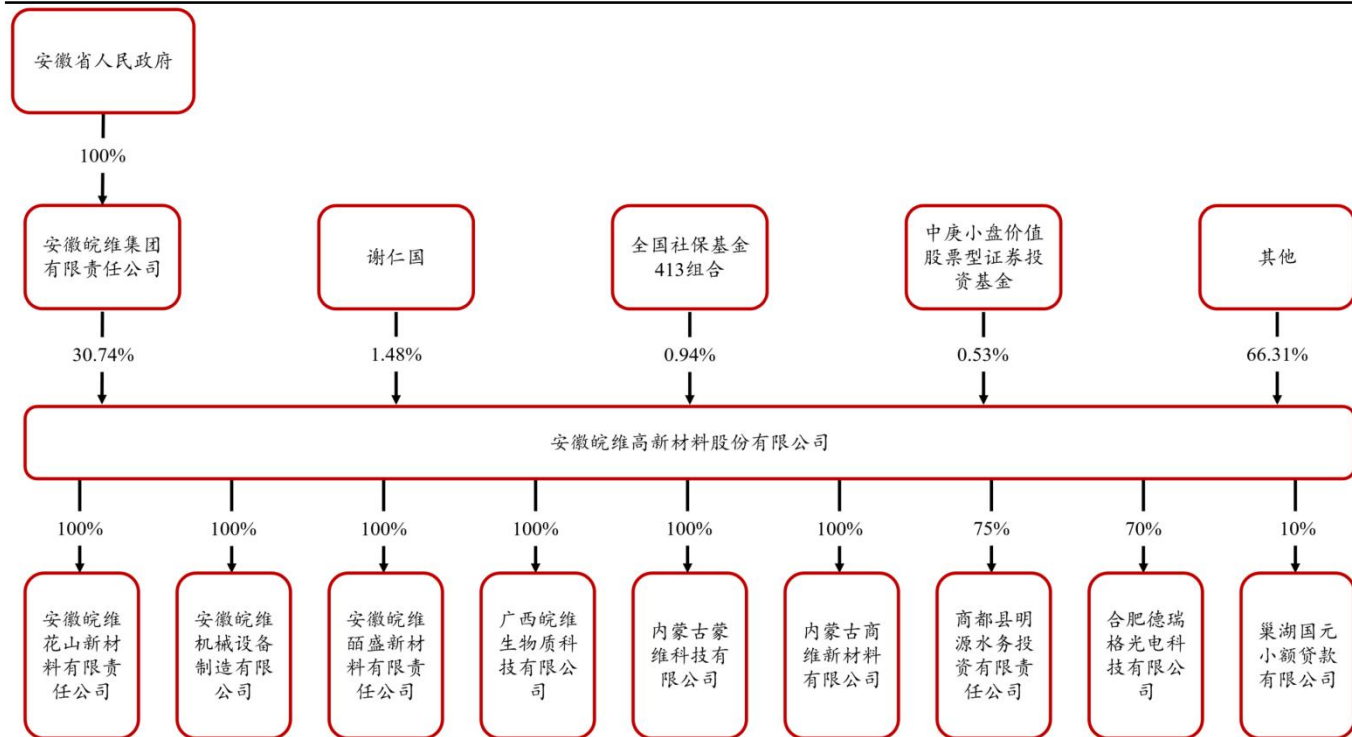 安徽省人民政府
100%
安徽皖维集团
有限责任公司
谢仁国
全国社保基金
413组合
中庚小盘价值
股票型证券投
资基金
其他
30.74%
1.48%
0.94%
0.53%
66.31%
安徽皖维高新材料股份有限公司
100%
100%
100%
100%
100%
100%
75%
70%
10%
安徽皖维
花山新材
料有限责
任公司
安徽皖维
机械设备
制造有限
公司
安徽皖维
皕盛新材
料有限责
任公司
广西皖维
生物质科
技有限公
司
内蒙古蒙
维科技有
限公司
内蒙古商
维新材料
有限公司
商都县明
源水务投
资有限责
任公司
合肥德瑞
格光电科
技有限公
司
巢湖国元
小额贷款
有限公司